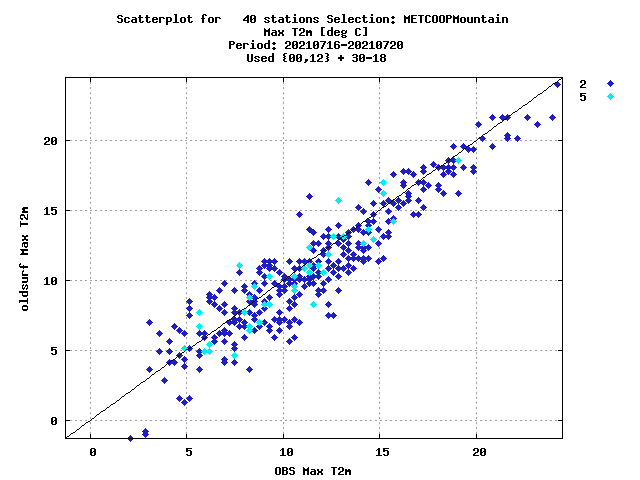 Scatterplot for   40 stations Selection: METCOOPMountain
Max T2m [deg C]
Period: 20210716-20210720
Used {00,12} + 30-18
2
5
20
15
10
5
0
oldsurf Max T2m
0 5 10 15 20
OBS Max T2m